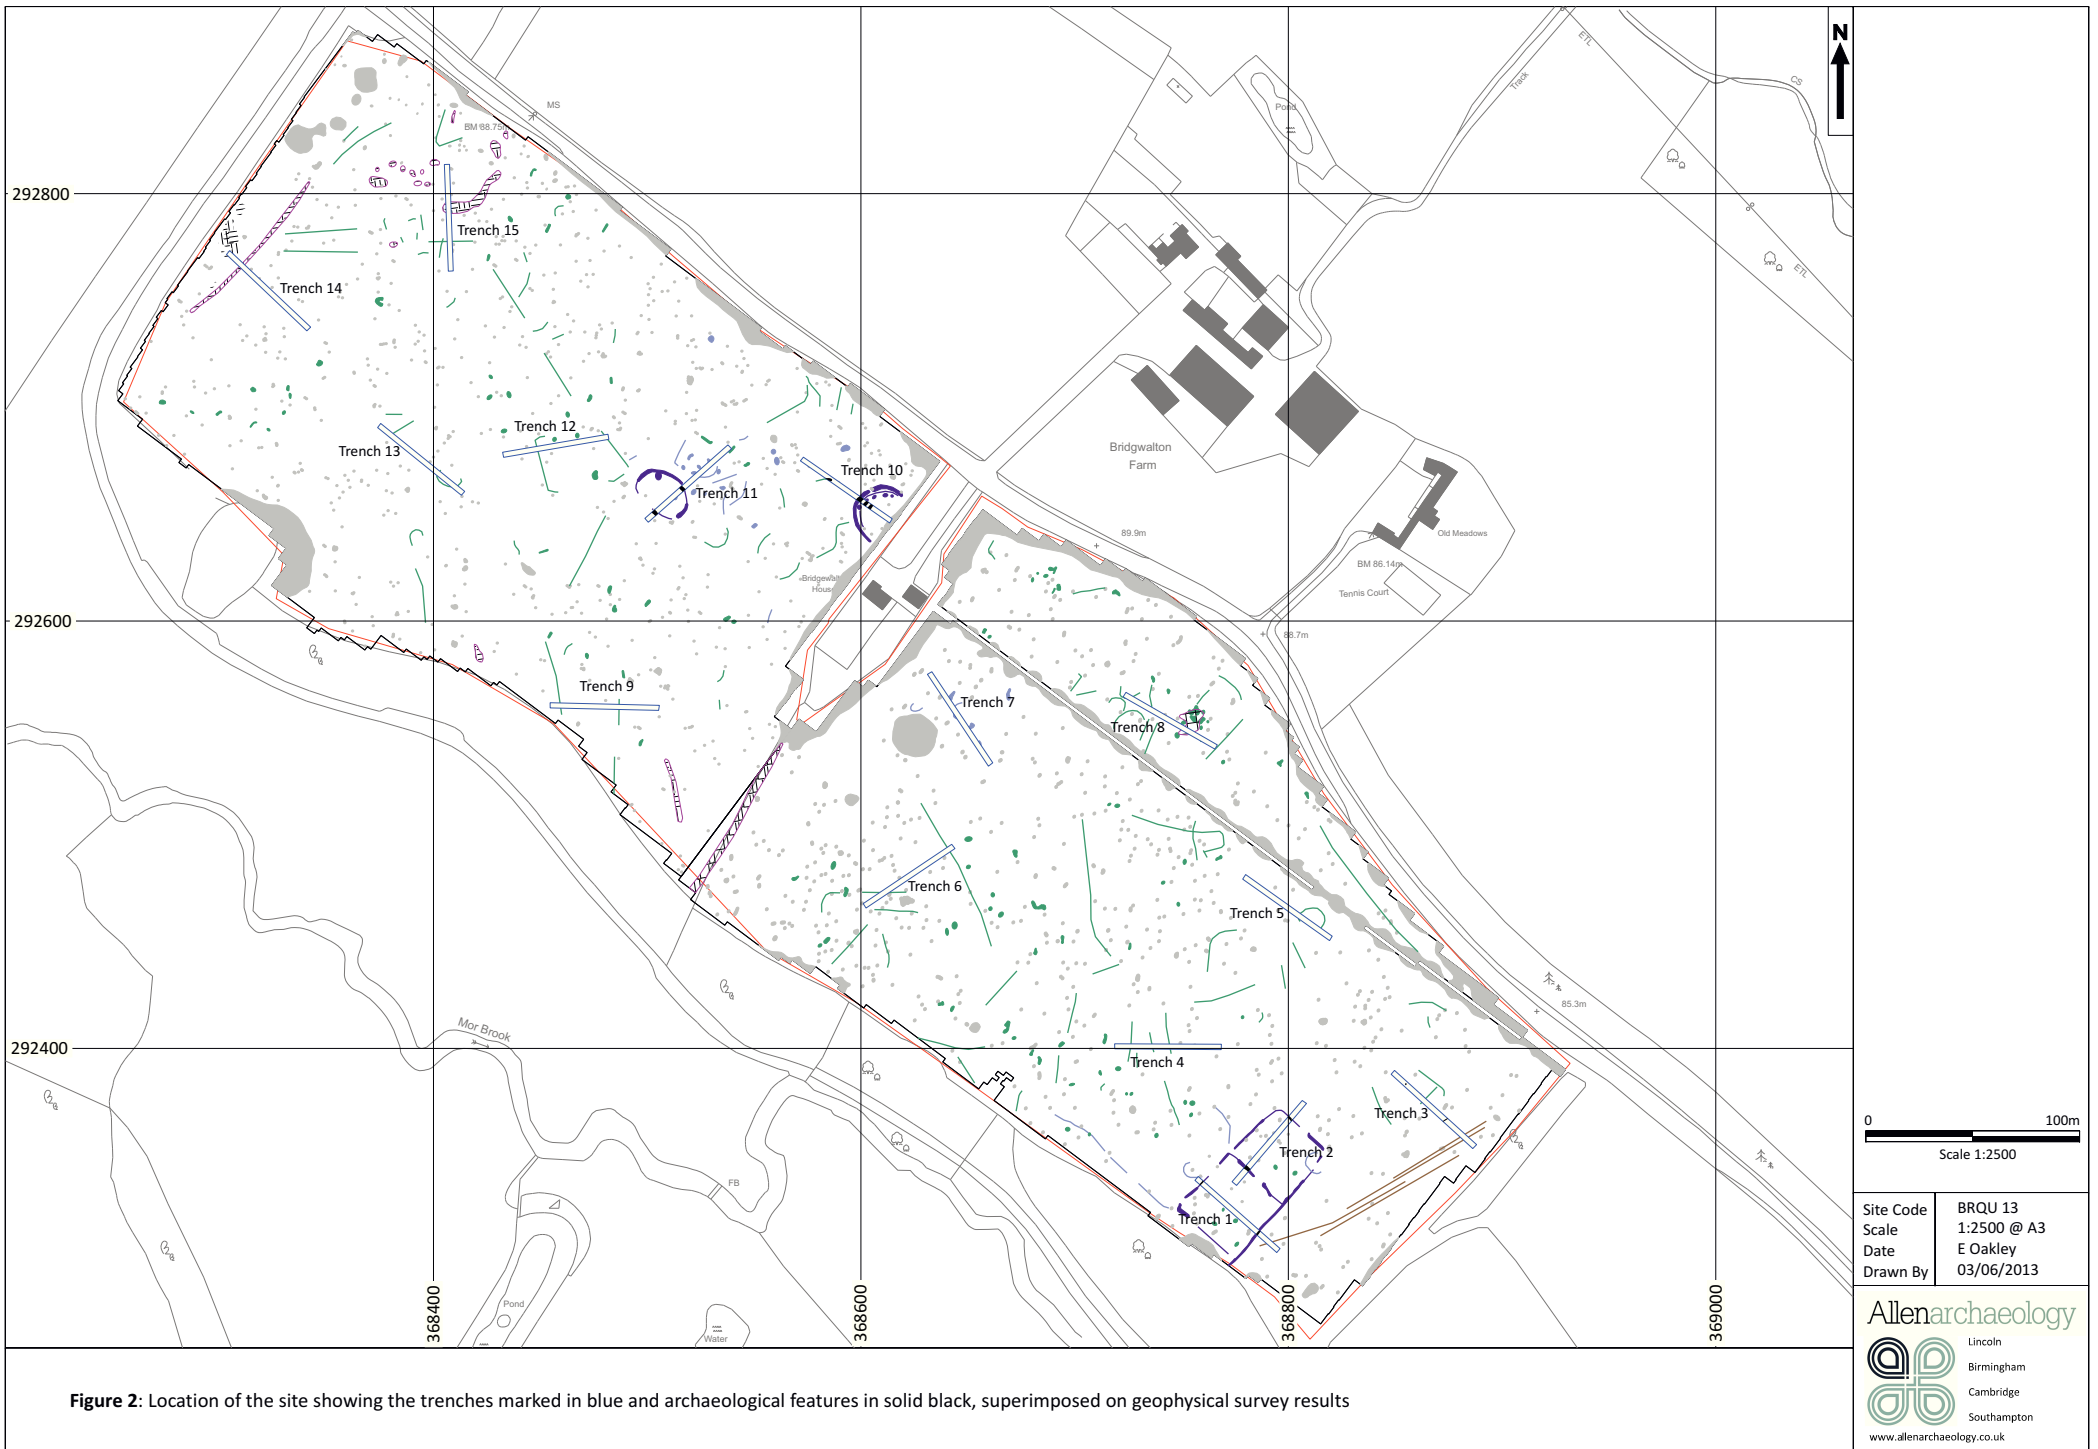 N
MS
BM 88.75m
ETL
CS
Track
Pond
292800
Trench 15
Trench 14
ETL
Trench 12
Trench 13
Trench 10
Trench 11
Bridgwalton
Farm
Old Meadows
89.9m
BM 86.14m
Tennis Court
292600
88.7m
Trench 9
Trench 7
Trench 8
Trench 6
Trench 5
85.3m
Mor Brook
292400
Trench 4
Trench 3
Trench 2
FB
Trench 1
Pond
Water
368400
368600
368800
369000
0 100m
Scale 1:2500
Site Code BRQU 13
Scale 1:2500 @ A3
Date E Oakley
Drawn By 03/06/2013
Allenarchaeology
Lincoln
Birmingham
Cambridge
Southampton
www.allenarchaeology.co.uk
Figure 2: Location of the site showing the trenches marked in blue and archaeological features in solid black, superimposed on geophysical survey results